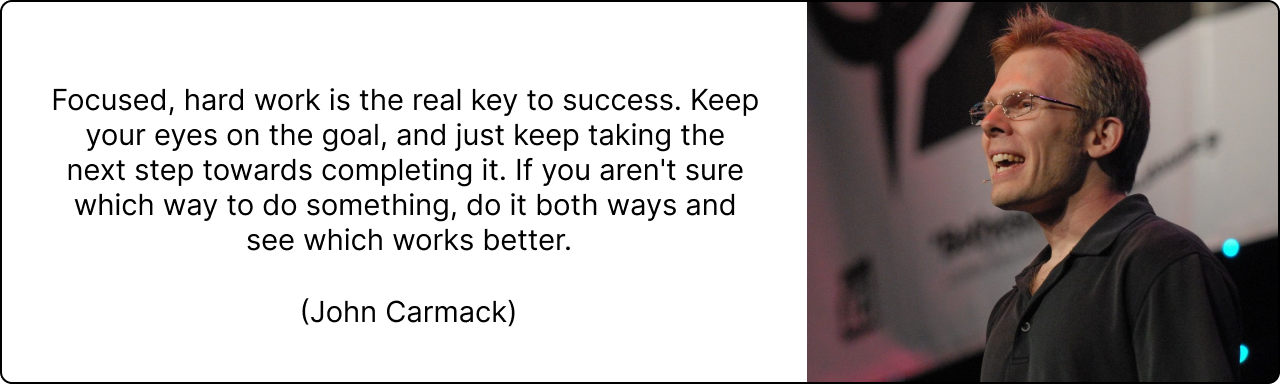 Focused, hard work is the real key to success. Keep
your eyes on the goal, and just keep taking the
next step towards completing it. If you aren't sure
which way to do something, do it both ways and
see which works better.
(John Carmack)